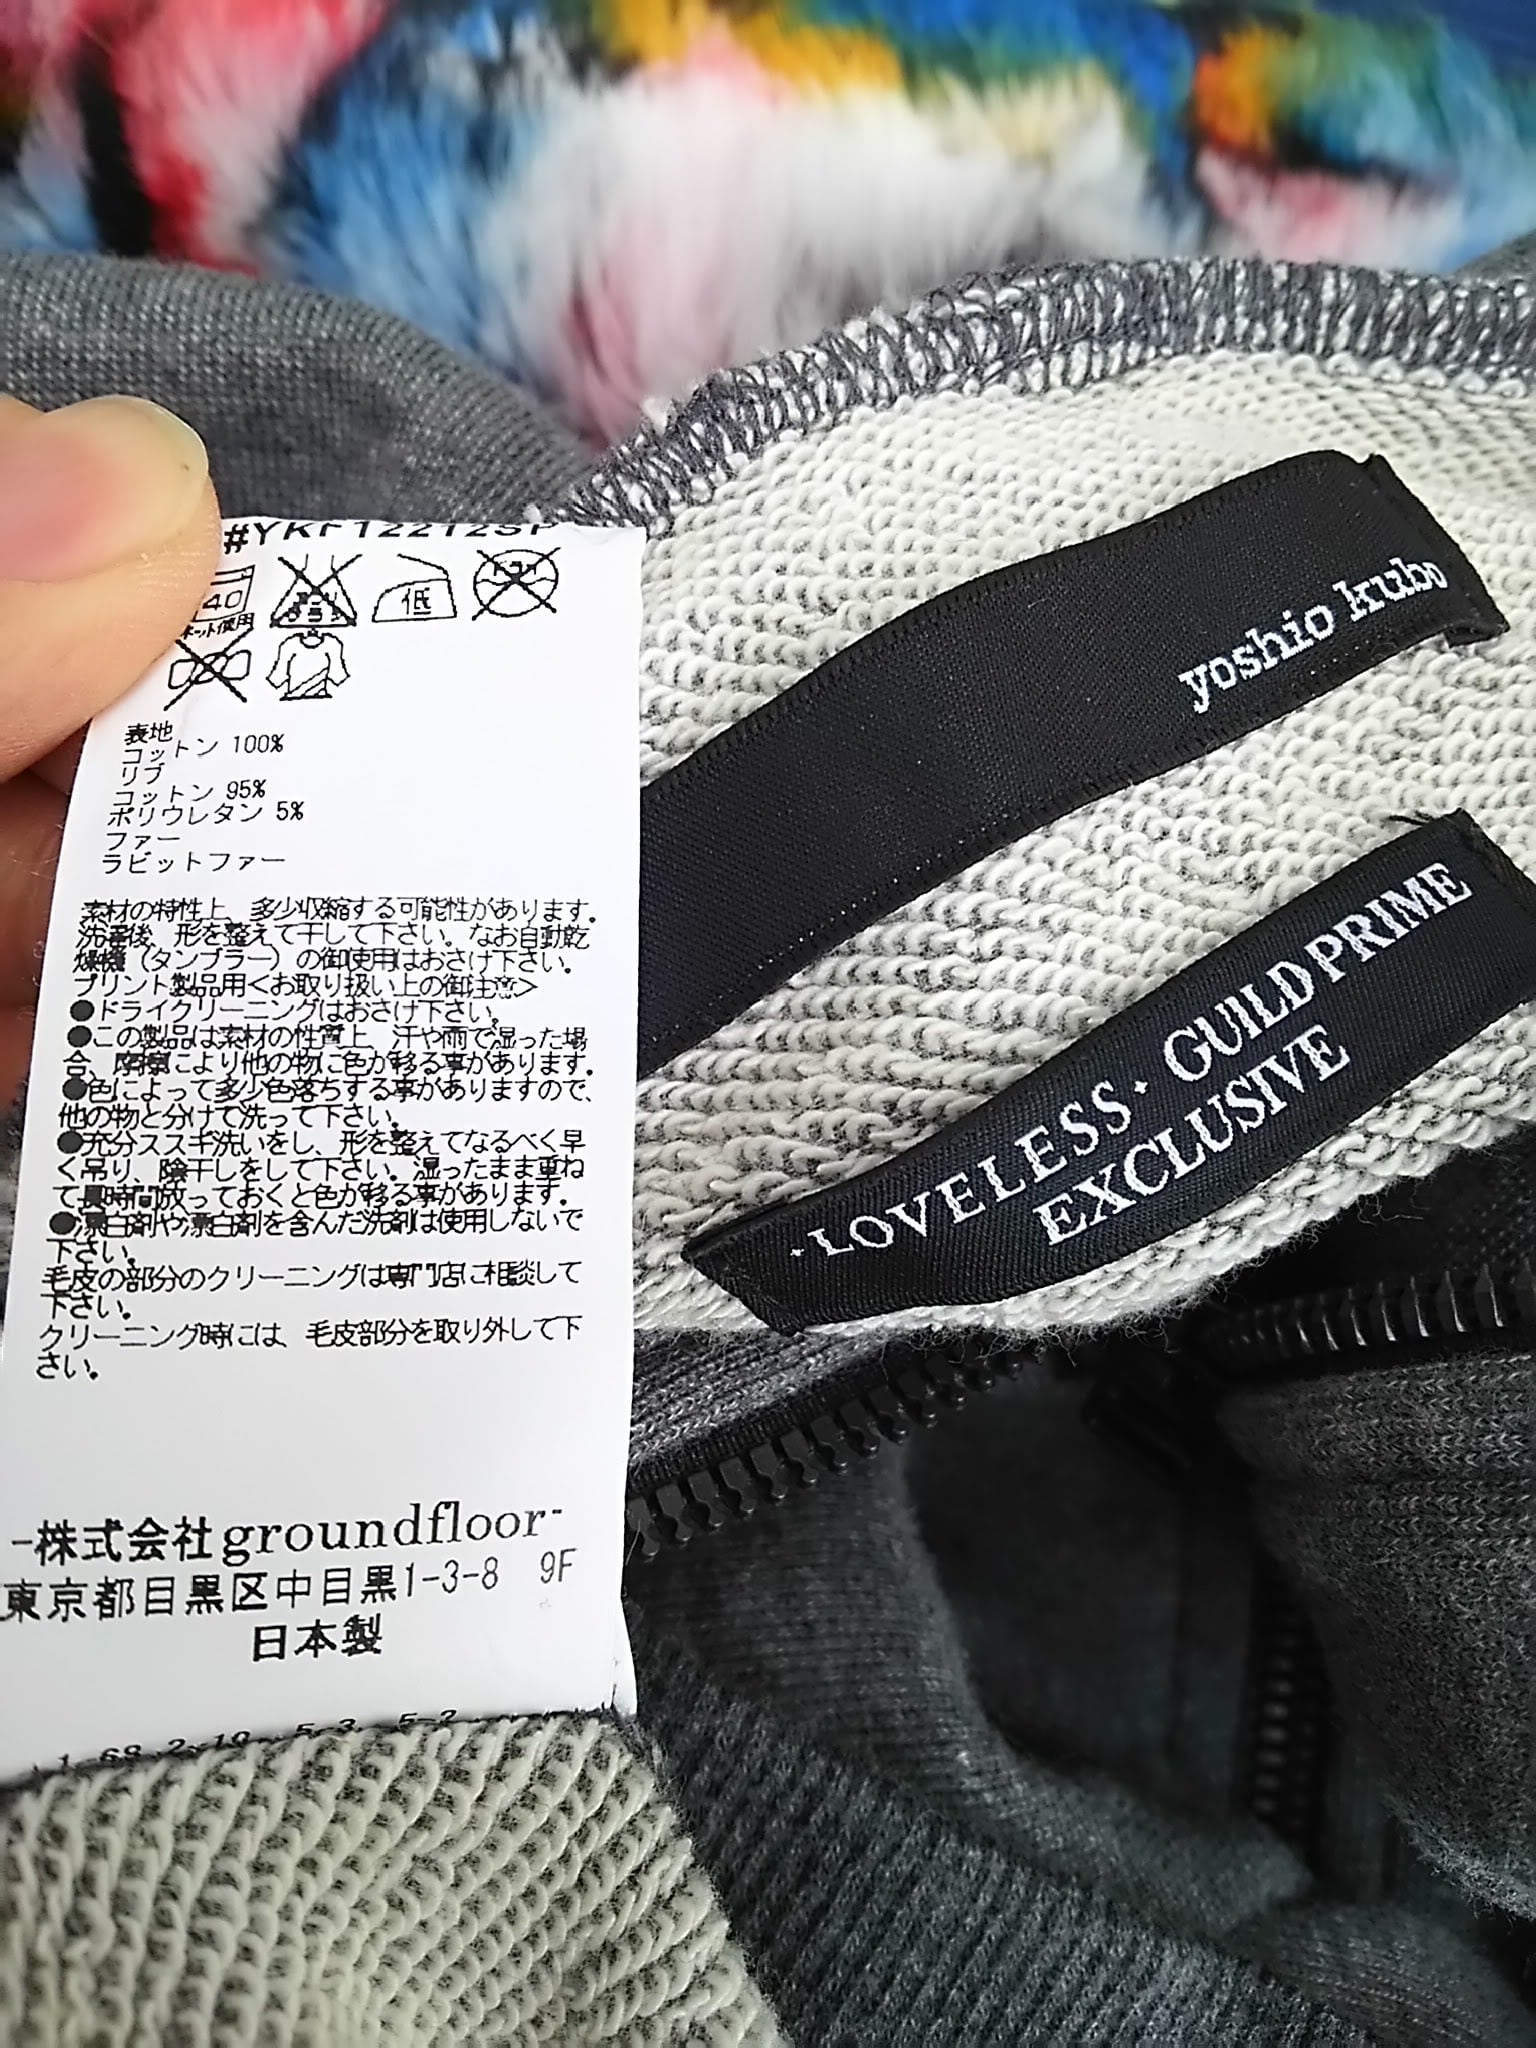 #YKF12212SP
40
ネット使用
エンソ
サラシ
低
ドライ
表地
コットン 100%
リブ
コットン 95%
ポリウレタン 5%
ファー
ラビットファー
素材の特性上、多少収縮する可能性があります。
洗濯後、形を整えて干して下さい。なお自動乾
燥機（タンブラー）の御使用はおさけ下さい。
プリント製品用<お取り扱い上の御注意>
●ドライクリーニングはおさけ下さい。
●この製品は素材の性質上、汗や雨で湿った場
合、摩擦により他の物に色が移る事があります。
●色によって多少色落ちする事がありますので、
他の物と分けて洗って下さい。
●充分ススギ洗いをし、形を整えてなるべく早
く吊り、陰干しをして下さい。湿ったまま重ね
て長時間放っておくと色が移る事があります。
●漂白剤や漂白剤を含んだ洗剤は使用しないで
下さい。
毛皮の部分のクリーニングは専門店に相談して
下さい。
クリーニング時には、毛皮部分を取り外して下
さい。
-株式会社groundfloor-
東京都目黒区中目黒1-3-8 9F
日本製
yoshio kubo
・LOVELESS・GUILD PRIME
EXCLUSIVE